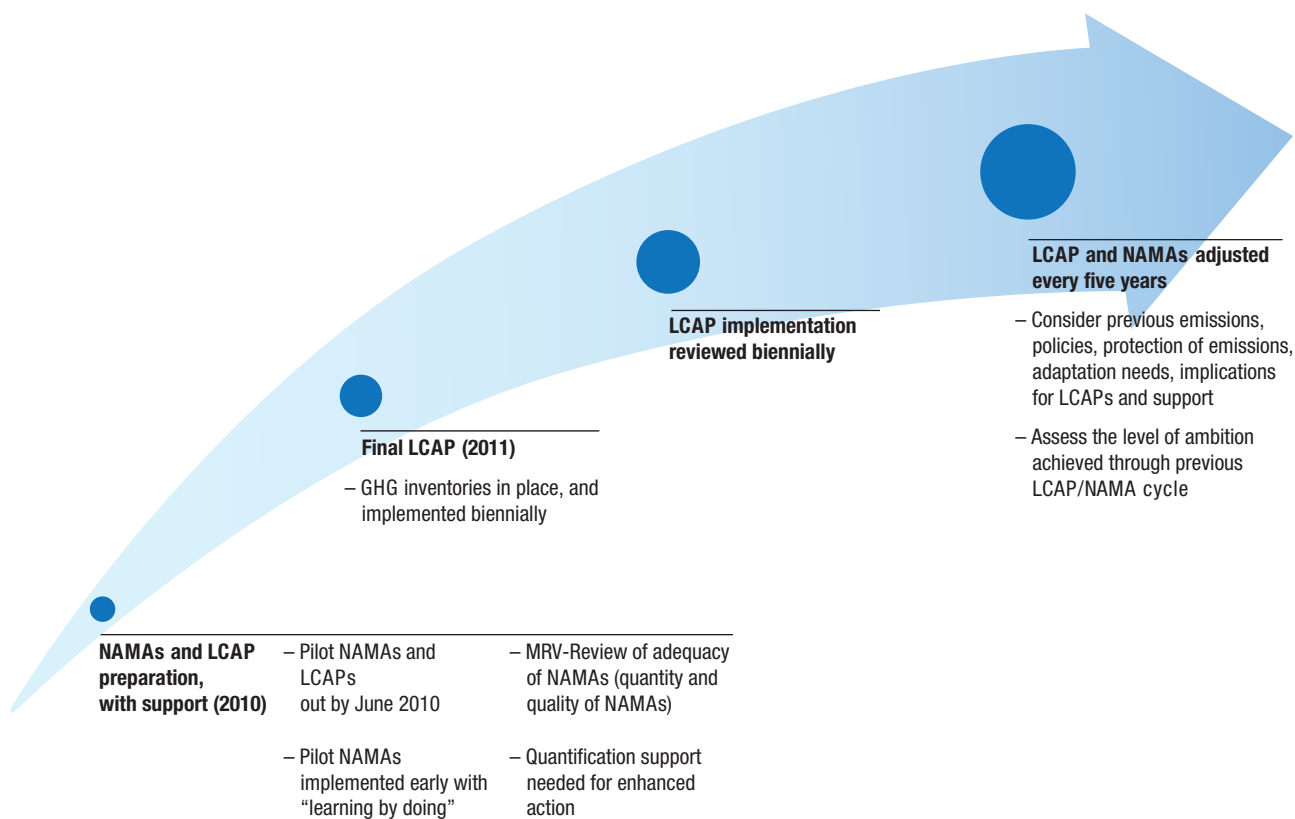 LCAP and NAMAs adjusted
every five years
– Consider previous emissions,
policies, protection of emissions,
adaptation needs, implications
for LCAPs and support
– Assess the level of ambition
achieved through previous
LCAP/NAMA cycle
LCAP implementation
reviewed biennially
Final LCAP (2011)
– GHG inventories in place, and
implemented biennially
NAMAs and LCAP
preparation,
with support (2010)
– Pilot NAMAs and
LCAPs
out by June 2010
– Pilot NAMAs
implemented early with
“learning by doing”
– MRV-Review of adequacy
of NAMAs (quantity and
quality of NAMAs)
– Quantification support
needed for enhanced
action